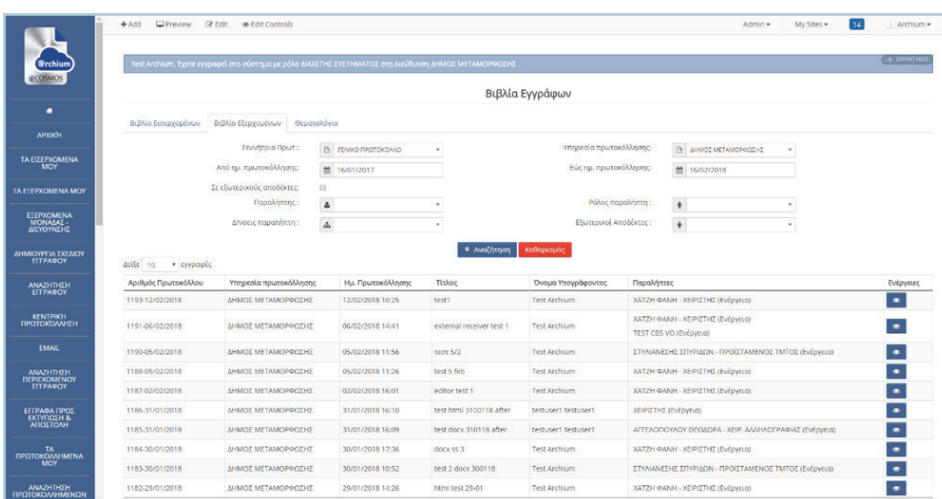 Add Preview Edit Edit Controls Admin My Sites 14 Archium
@rchium
eCOSMOS
Test Archium. Έχετε εγγραφεί στο σύστημα με ρόλο ΔΙΑΧ/ΣΤΗΣ ΣΥΣΤΗΜΑΤΟΣ στη Διεύθυνση ΔΗΜΟΣ ΜΕΤΑΜΟΡΦΩΣΗΣ .
EXPORT FILES
Βιβλία Εγγράφων
Βιβλίο Εισερχομένων Βιβλίο Εξερχομένων Θεματολόγιο
Γεννήτρια Πρωτ.: ΓΕΝΙΚΟ ΠΡΩΤΟΚΟΛΛΟ Υπηρεσία πρωτοκόλλησης: ΔΗΜΟΣ ΜΕΤΑΜΟΡΦΩΣΗΣ
Από ημ. πρωτοκόλλησης: 16/01/2017 Εώς ημ. πρωτοκόλλησης: 16/02/2018
Σε εξωτερικούς αποδέκτες:
Παραλήπτης : Ρόλος παραλήπτη :
Δ/νσεις παραλήπτη : Εξωτερικοί Αποδέκτες :
Αναζήτηση Καθαρισμός
Δείξε 10 εγγραφές
Αριθμός Πρωτοκόλλου Υπηρεσία πρωτοκόλλησης Ημ. Πρωτοκόλλησης Τίτλος Όνομα Υπογράφοντος Παραλήπτες Ενέργειες
1193-12/02/2018 ΔΗΜΟΣ ΜΕΤΑΜΟΡΦΩΣΗΣ 12/02/2018 10:25 test1 Test Archium ΧΑΤΖΗ ΦΑΝΗ - ΧΕΙΡΙΣΤΗΣ (Ενέργεια)
1191-06/02/2018 ΔΗΜΟΣ ΜΕΤΑΜΟΡΦΩΣΗΣ 06/02/2018 14:41 external receiver test 1 Test Archium ΧΑΤΖΗ ΦΑΝΗ - ΧΕΙΡΙΣΤΗΣ (Ενέργεια)
TEST CBS VO (Ενέργεια)
1190-05/02/2018 ΔΗΜΟΣ ΜΕΤΑΜΟΡΦΩΣΗΣ 05/02/2018 11:56 τεστ 5/2 Test Archium ΣΤΥΛΙΑΝΕΣΗΣ ΣΠΥΡΙΔΩΝ - ΠΡΟΪΣΤΑΜΕΝΟΣ ΤΜΤΟΣ (Ενέργεια)
1188-05/02/2018 ΔΗΜΟΣ ΜΕΤΑΜΟΡΦΩΣΗΣ 05/02/2018 11:26 test 5 feb Test Archium ΧΑΤΖΗ ΦΑΝΗ - ΧΕΙΡΙΣΤΗΣ (Ενέργεια)
1187-02/02/2018 ΔΗΜΟΣ ΜΕΤΑΜΟΡΦΩΣΗΣ 02/02/2018 16:01 editor test 1 Test Archium ΧΑΤΖΗ ΦΑΝΗ - ΧΕΙΡΙΣΤΗΣ (Ενέργεια)
1186-31/01/2018 ΔΗΜΟΣ ΜΕΤΑΜΟΡΦΩΣΗΣ 31/01/2018 16:10 test html 3100118 after testuser1 testuser1 ΧΕΙΡΙΣΤΗΣ (Ενέργεια)
1185-31/01/2018 ΔΗΜΟΣ ΜΕΤΑΜΟΡΦΩΣΗΣ 31/01/2018 16:09 test docx 310118 after testuser1 testuser1 ΑΓΓΕΛΟΠΟΥΛΟΥ ΘΕΟΔΩΡΑ - ΧΕΙΡ. ΑΛΛΗΛΟΓΡΑΦΙΑΣ (Ενέργεια)
1184-30/01/2018 ΔΗΜΟΣ ΜΕΤΑΜΟΡΦΩΣΗΣ 30/01/2018 17:36 docx ss 3 Test Archium ΧΑΤΖΗ ΦΑΝΗ - ΧΕΙΡΙΣΤΗΣ (Ενέργεια)
1183-30/01/2018 ΔΗΜΟΣ ΜΕΤΑΜΟΡΦΩΣΗΣ 30/01/2018 10:52 test 2 docx 300118 Test Archium ΣΤΥΛΙΑΝΕΣΗΣ ΣΠΥΡΙΔΩΝ - ΠΡΟΪΣΤΑΜΕΝΟΣ ΤΜΤΟΣ (Ενέργεια)
1182-29/01/2018 ΔΗΜΟΣ ΜΕΤΑΜΟΡΦΩΣΗΣ 29/01/2018 14:26 html test 29-01 Test Archium ΧΑΤΖΗ ΦΑΝΗ - ΧΕΙΡΙΣΤΗΣ (Ενέργεια)
ΑΡΧΙΚΗ
ΤΑ ΕΙΣΕΡΧΟΜΕΝΑ
ΜΟΥ
ΤΑ ΕΞΕΡΧΟΜΕΝΑ ΜΟΥ
ΕΞΕΡΧΟΜΕΝΑ
ΜΟΝΑΔΑΣ -
ΔΙΕΥΘΥΝΣΗΣ
ΔΗΜΙΟΥΡΓΙΑ ΣΧΕΔΙΟΥ
ΕΓΓΡΑΦΟΥ
ΑΝΑΖΗΤΗΣΗ
ΕΓΓΡΑΦΟΥ
ΚΕΝΤΡΙΚΗ
ΠΡΩΤΟΚΟΛΛΗΣΗ
EMAIL
ΑΝΑΖΗΤΗΣΗ
ΠΕΡΙΕΧΟΜΕΝΟΥ
ΕΓΓΡΑΦΟΥ
ΕΓΓΡΑΦΑ ΠΡΟΣ
ΕΚΤΥΠΩΣΗ &
ΑΠΟΣΤΟΛΗ
ΤΑ
ΠΡΩΤΟΚΟΛΛΗΜΕΝΑ
ΜΟΥ
ΑΝΑΖΗΤΗΣΗ
ΠΡΩΤΟΚΟΛΛΗΜΕΝΩΝ